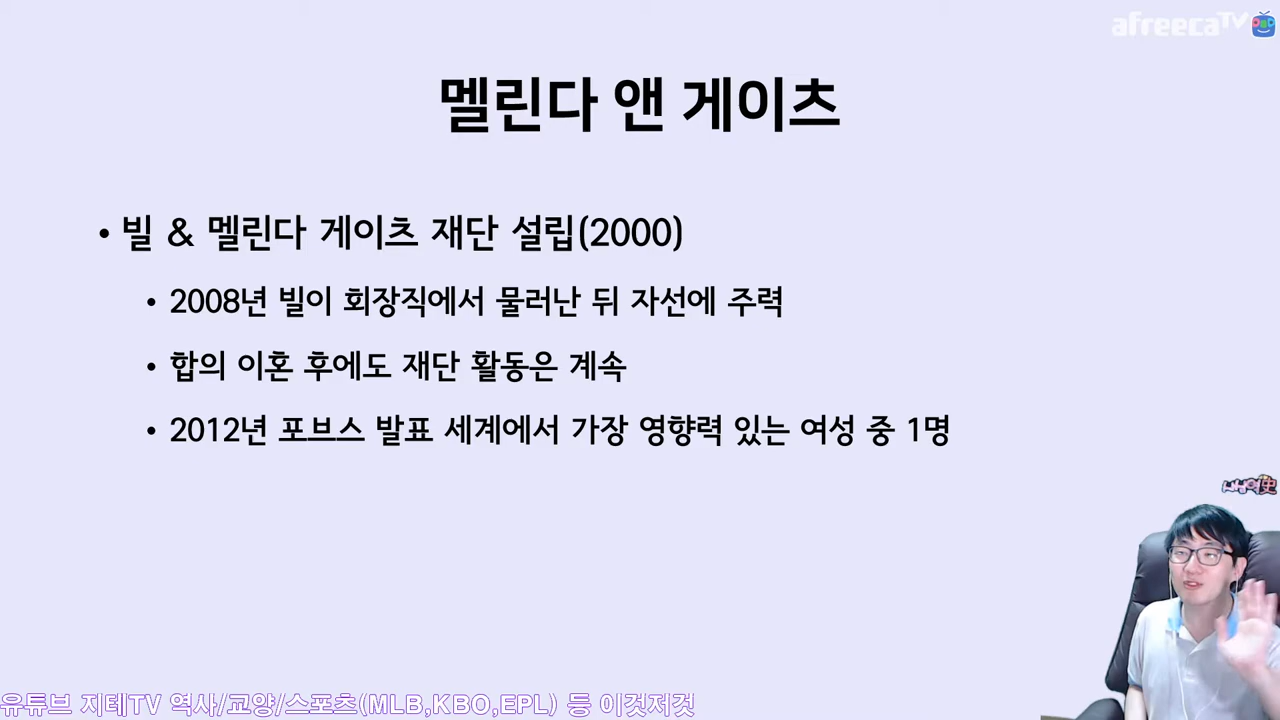 afreecaTV
멜린다 앤 게이츠
• 빌 & 멜린다 게이츠 재단 설립(2000)
• 2008년 빌이 회장직에서 물러난 뒤 자선에 주력
• 합의 이혼 후에도 재단 활동은 계속
• 2012년 포브스 발표 세계에서 가장 영향력 있는 여성 중 1명
유튜브 지테TV 역사/교양/스포츠(MLB,KBO,EPL) 등 이것저것